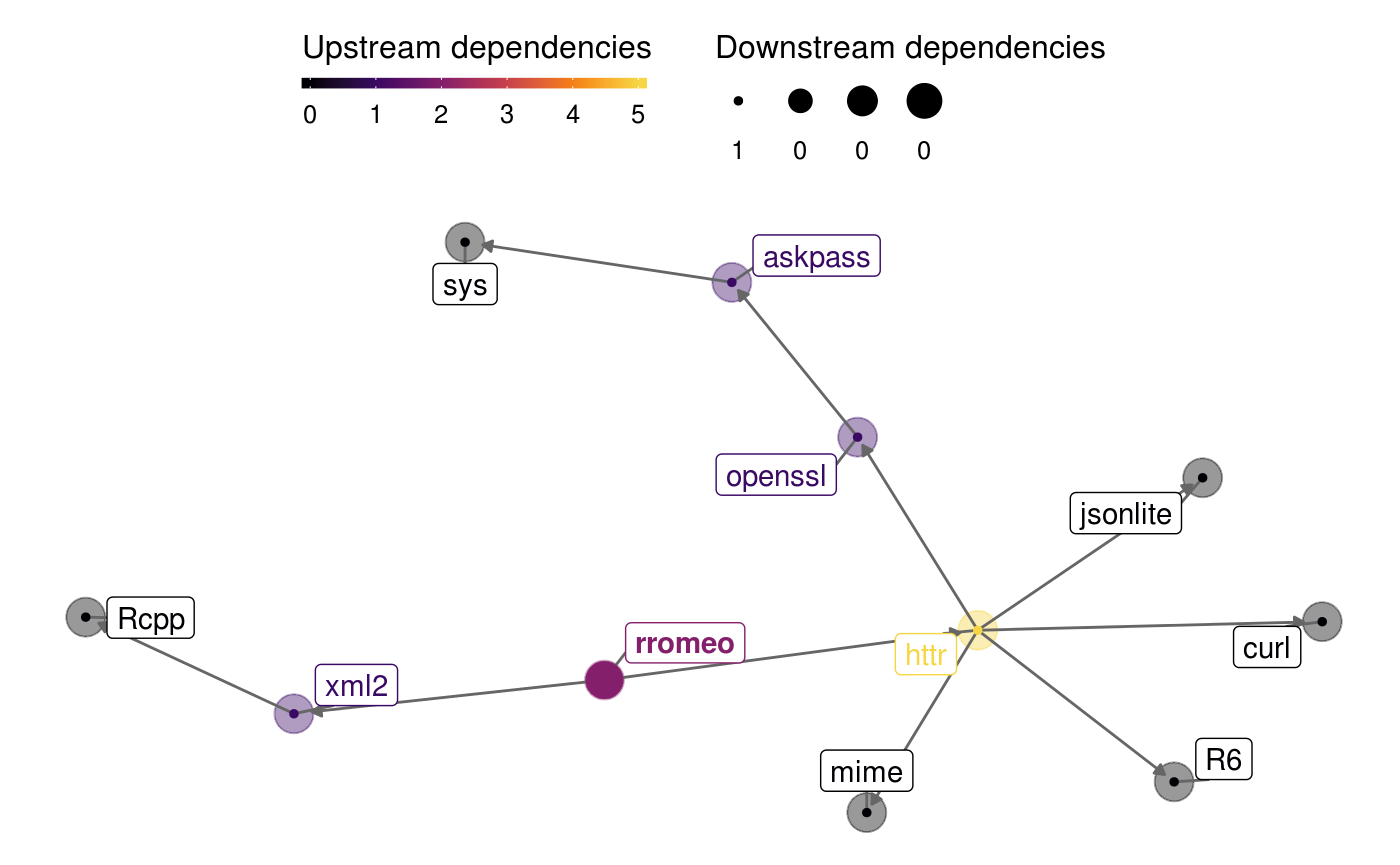 Upstream dependencies
0 1 2 3 4 5
Downstream dependencies
1 0 0 0
askpass
sys
openssl
jsonlite
Rcpp
rromeo
curl
httr
xml2
R6
mime